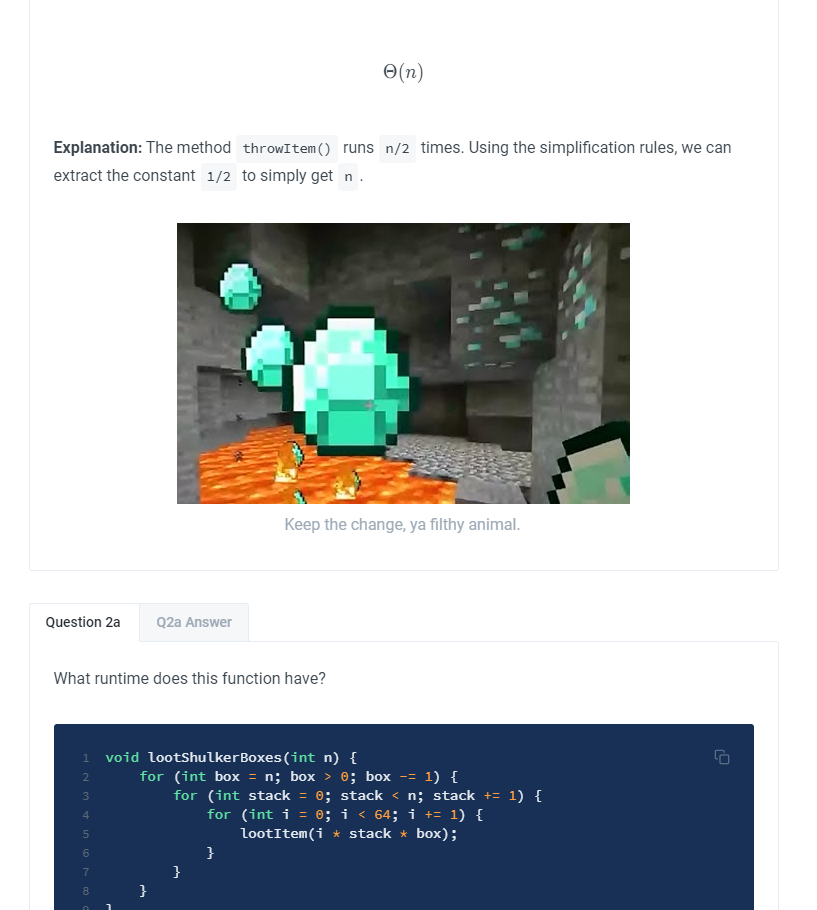 Θ(n)
Explanation: The method throwItem() runs n/2 times. Using the simplification rules, we can
extract the constant 1/2 to simply get n.
Keep the change, ya filthy animal.
Question 2a Q2a Answer
What runtime does this function have?
1 void lootShulkerBoxes(int n) {
2 for (int box = n; box > 0; box -= 1) {
3 for (int stack = 0; stack < n; stack += 1) {
4 for (int i = 0; i < 64; i += 1) {
5 lootItem(i * stack * box);
6 }
7 }
8 }
9 }